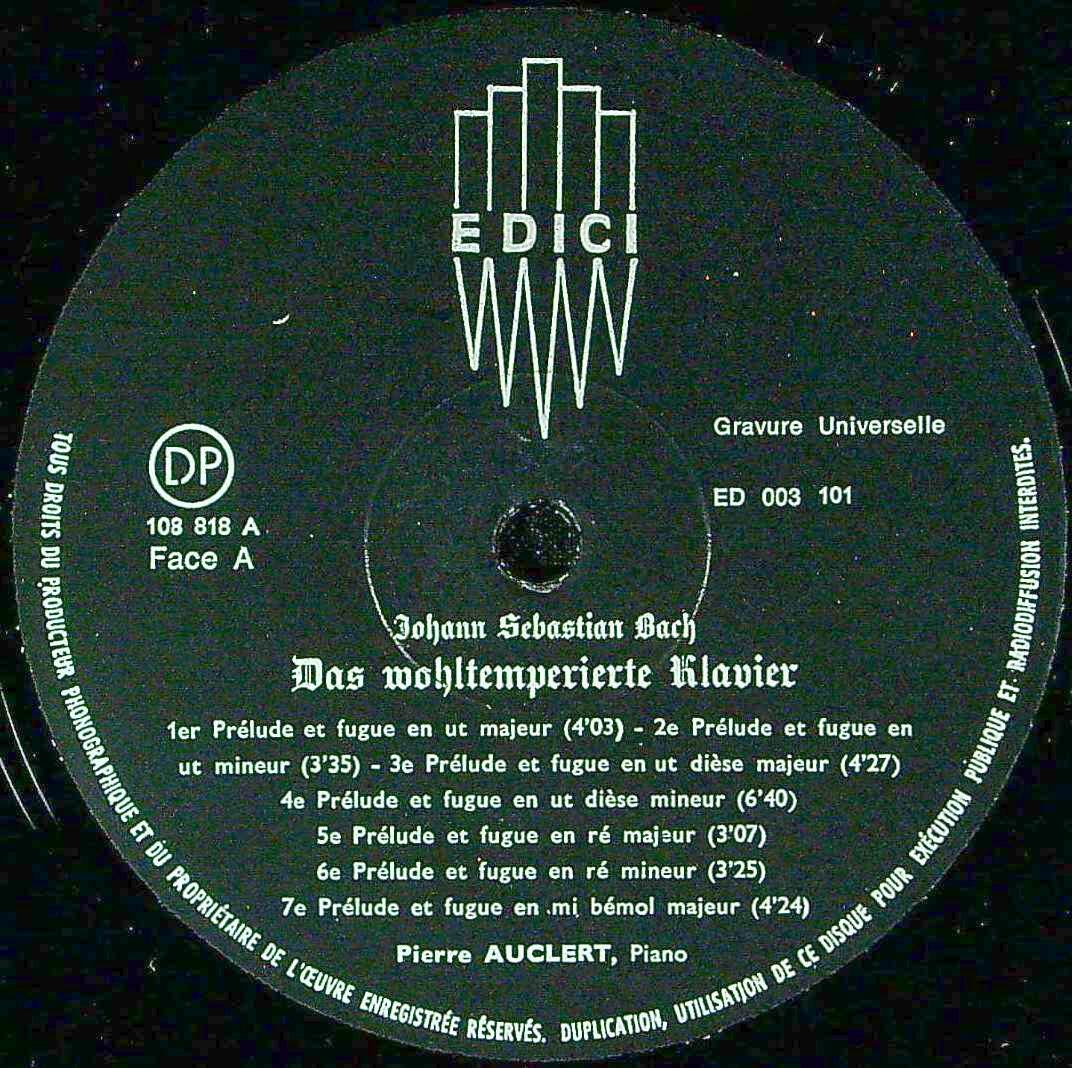 EDICI
Gravure Universelle
DP
ED 003 101
108 818 A
Face A
Johann Sebastian Bach
Das wohltemperierte Klavier
1er Prélude et fugue en ut majeur (4'03) - 2e Prélude et fugue en
ut mineur (3'35) - 3e Prélude et fugue en ut dièse majeur (4'27)
4e Prélude et fugue en ut dièse mineur (6'40)
5e Prélude et fugue en ré majeur (3'07)
6e Prélude et fugue en ré mineur (3'25)
7e Prélude et fugue en mi bémol majeur (4'24)
Pierre AUCLERT, Piano
TOUS DROITS DU PRODUCTEUR PHONOGRAPHIQUE ET DU PROPRIÉTAIRE DE L'ŒUVRE ENREGISTRÉE RÉSERVÉS. DUPLICATION, UTILISATION DE CE DISQUE POUR EXÉCUTION PUBLIQUE ET RADIODIFFUSION INTERDITES.